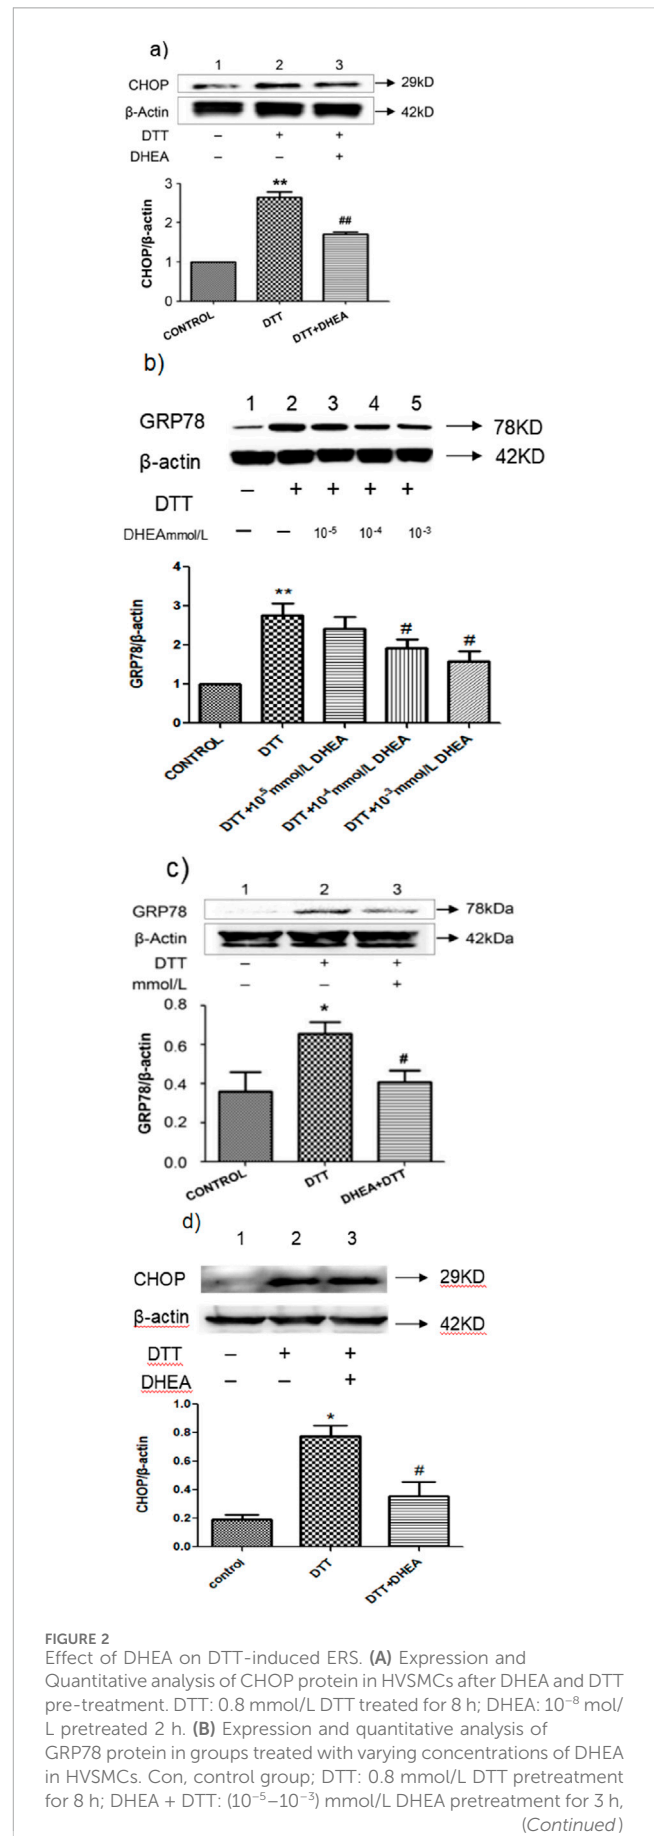 a)
1 2 3
CHOP 29kD
β-Actin 42kD
DTT – + +
DHEA – – +
CHOP/β-actin
3
2
1
0
**
##
CONTROL DTT DTT+DHEA
b)
1 2 3 4 5
GRP78 78KD
β-actin 42KD
DTT – + + + +
DHEAmmol/L – – 10⁻⁵ 10⁻⁴ 10⁻³
GRP78/β-actin
4
3
2
1
0
**
#
#
CONTROL DTT DTT+10⁻⁵mmol/L DHEA DTT+10⁻⁴mmol/L DHEA DTT+10⁻³mmol/L DHEA
c)
1 2 3
GRP78 78kDa
β-Actin 42kDa
DTT – + +
mmol/L – – +
GRP78/β-actin
0.8
0.6
0.4
0.2
0.0
*
#
CONTROL DTT DHEA+DTT
d)
1 2 3
CHOP 29KD
β-actin 42KD
DTT – + +
DHEA – – +
CHOP/β-actin
1.0
0.8
0.6
0.4
0.2
0.0
*
#
control DTT DTT+DHEA
FIGURE 2
Effect of DHEA on DTT-induced ERS. (A) Expression and
Quantitative analysis of CHOP protein in HVSMCs after DHEA and DTT
pre-treatment. DTT: 0.8 mmol/L DTT treated for 8 h; DHEA: 10⁻⁸ mol/
L pretreated 2 h. (B) Expression and quantitative analysis of
GRP78 protein in groups treated with varying concentrations of DHEA
in HVSMCs. Con, control group; DTT: 0.8 mmol/L DTT pretreatment
for 8 h; DHEA + DTT: (10⁻⁵–10⁻³) mmol/L DHEA pretreatment for 3 h,
(Continued)